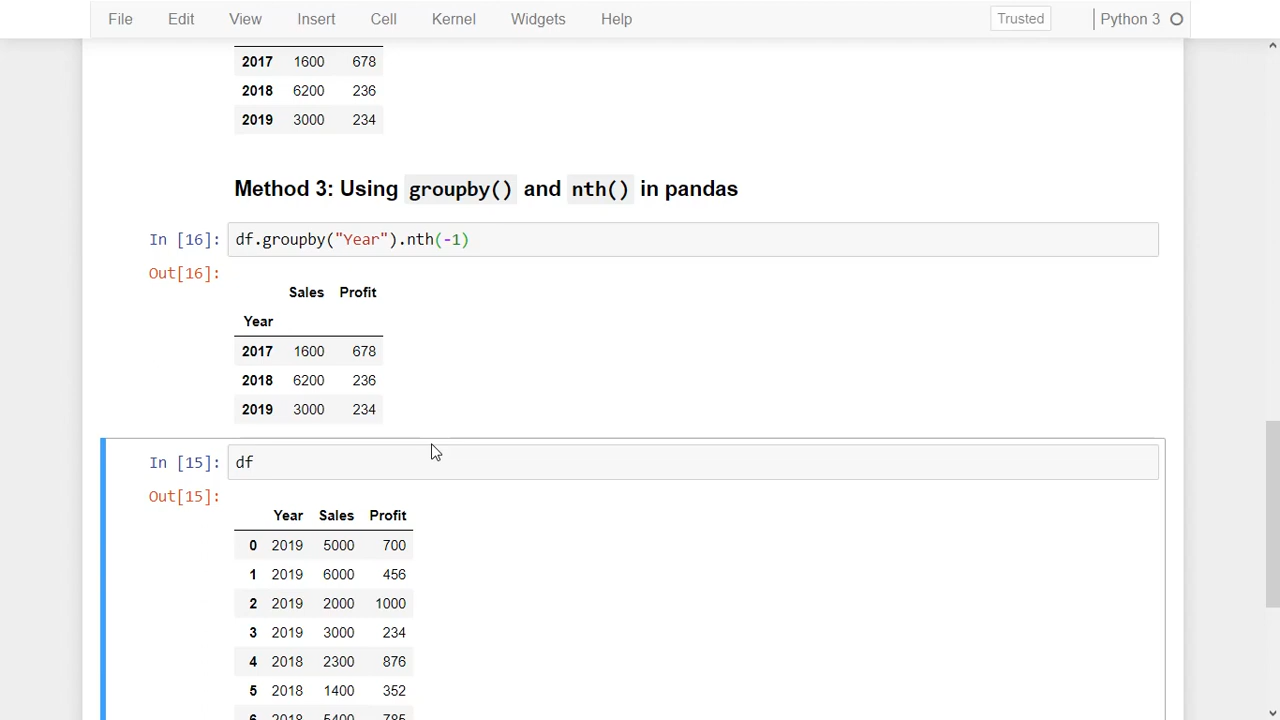 File Edit View Insert Cell Kernel Widgets Help Trusted Python 3
2017 1600 678
2018 6200 236
2019 3000 234
Method 3: Using groupby() and nth() in pandas
In [16]: df.groupby("Year").nth(-1)
Out[16]:
Sales Profit
Year
2017 1600 678
2018 6200 236
2019 3000 234
In [15]: df
Out[15]:
Year Sales Profit
0 2019 5000 700
1 2019 6000 456
2 2019 2000 1000
3 2019 3000 234
4 2018 2300 876
5 2018 1400 352
6 2018 5400 785